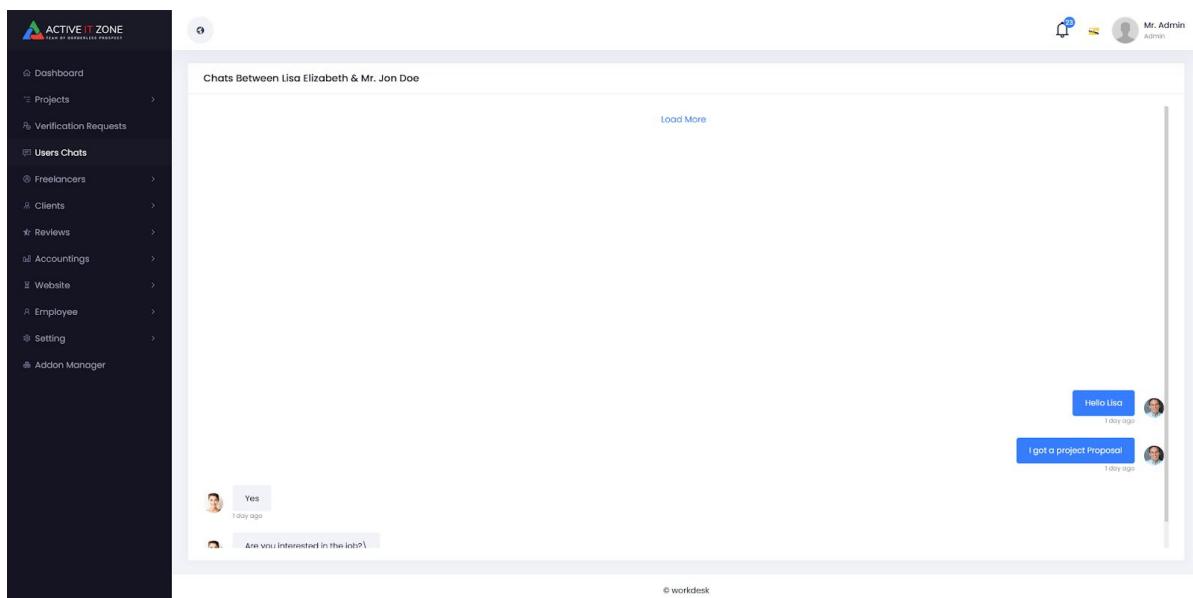 ACTIVE IT ZONE
TEAM OF BORDERLESS PROSPECT
23
Mr. Admin
Admin
Dashboard
Projects
Verification Requests
Users Chats
Freelancers
Clients
Reviews
Accountings
Website
Employee
Setting
Addon Manager
Chats Between Lisa Elizabeth & Mr. Jon Doe
Load More
Hello Lisa
1 day ago
I got a project Proposal
1 day ago
Yes
1 day ago
Are you interested in the job?\
© workdesk